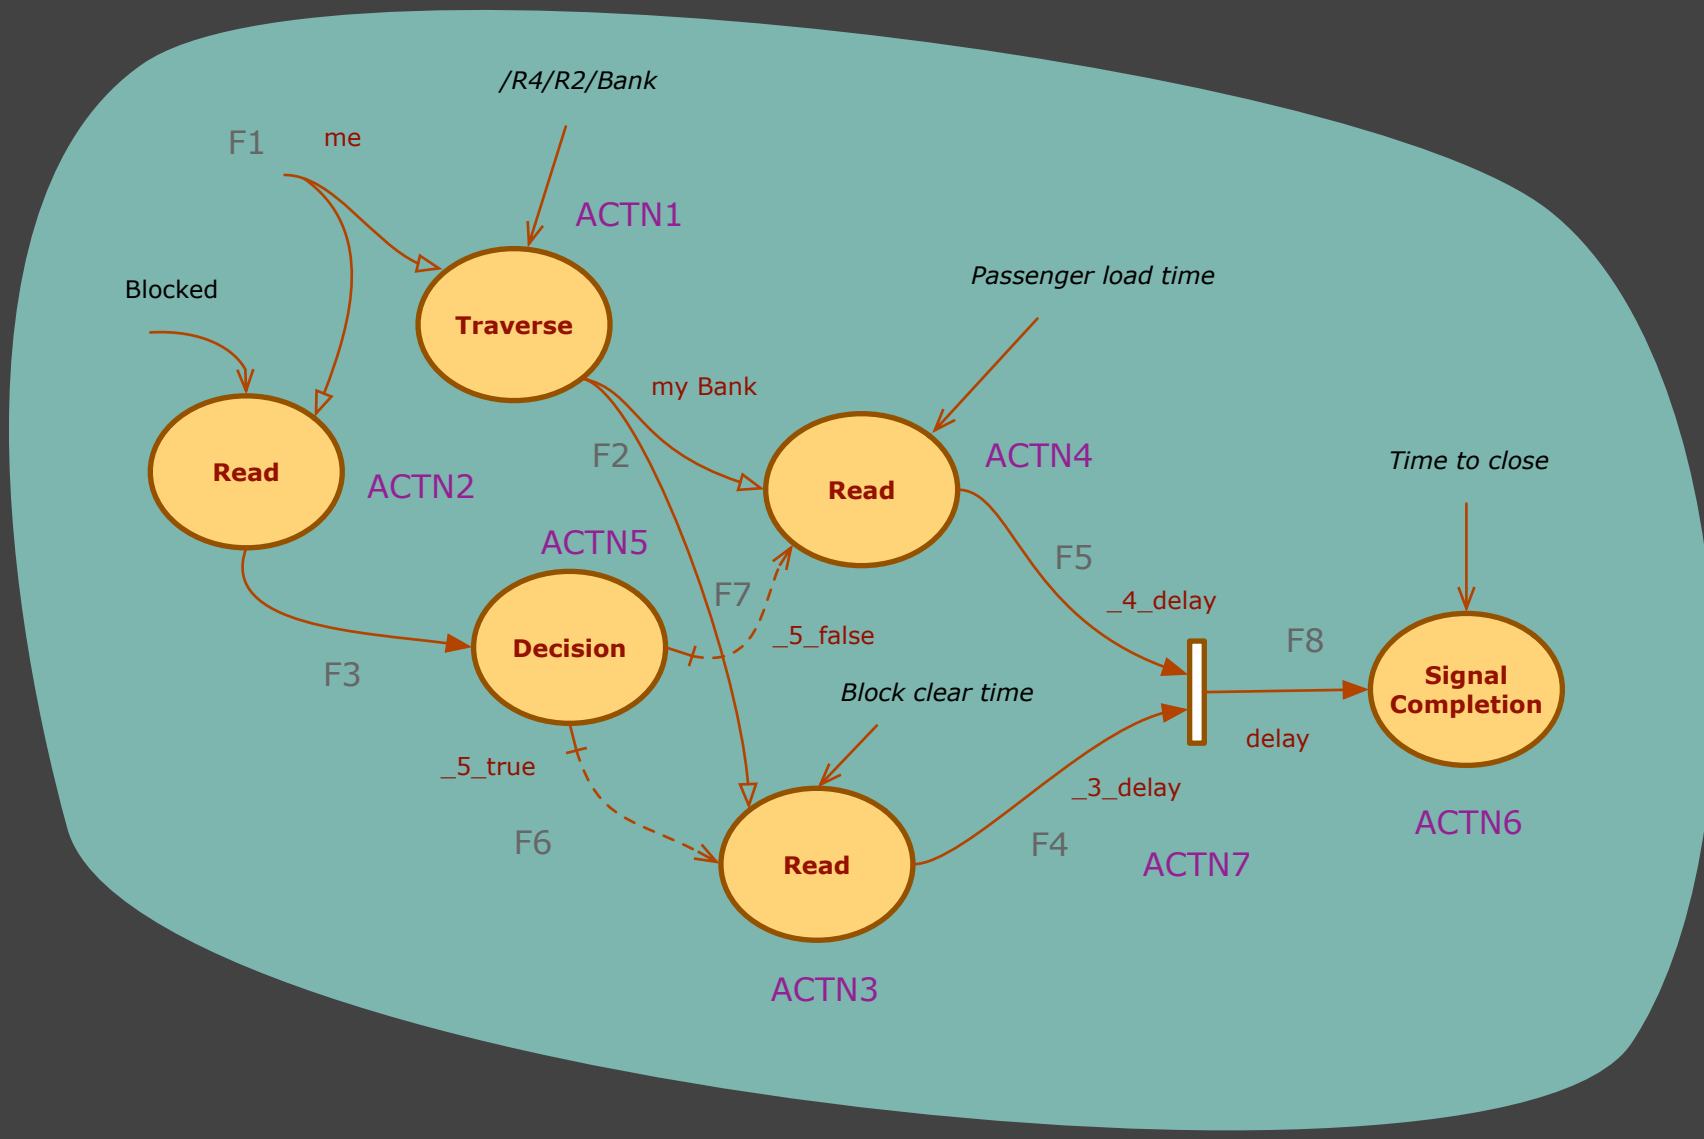 /R4/R2/Bank
F1
me
ACTN1
Passenger load time
Blocked
Traverse
my Bank
F2
ACTN4
Time to close
Read
ACTN2
Read
ACTN5
F5
F7
_4_delay
_5_false
F8
Decision
F3
Signal
Completion
Block clear time
delay
_5_true
_3_delay
ACTN6
F6
F4
Read
ACTN7
ACTN3